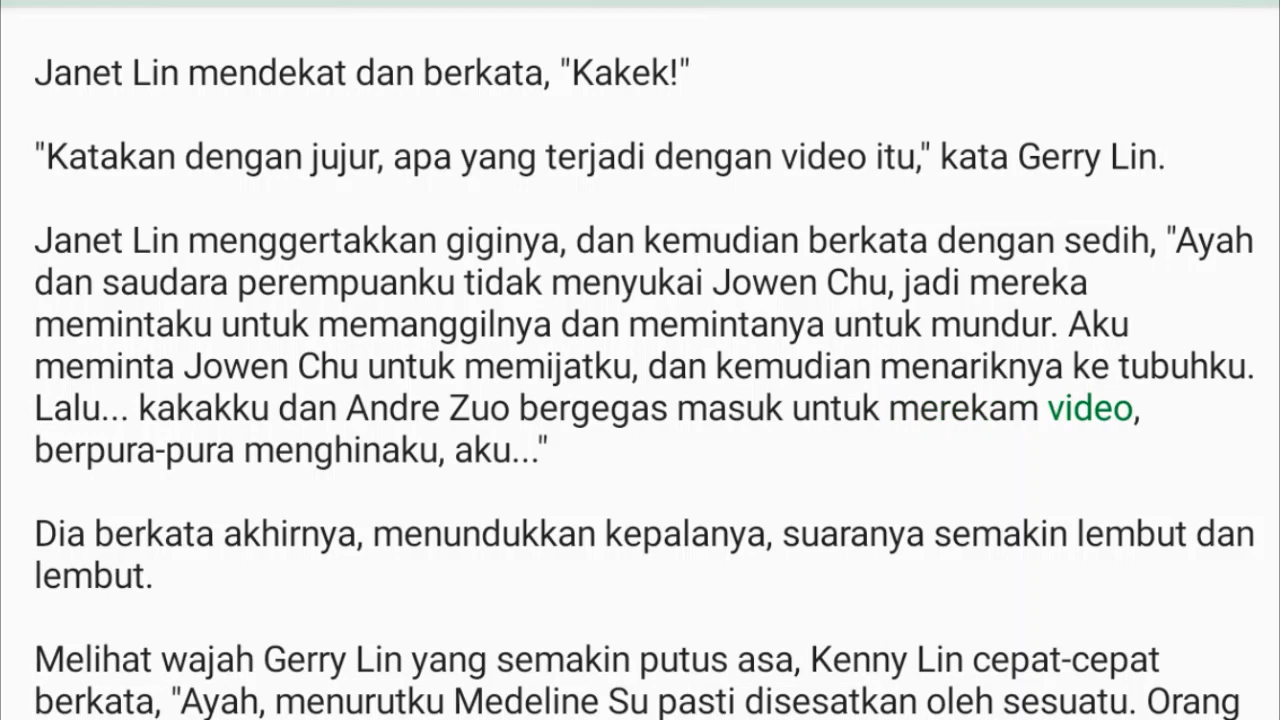 Janet Lin mendekat dan berkata, "Kakek!"
"Katakan dengan jujur, apa yang terjadi dengan video itu," kata Gerry Lin.
Janet Lin menggertakkan giginya, dan kemudian berkata dengan sedih, "Ayah
dan saudara perempuanku tidak menyukai Jowen Chu, jadi mereka
memintaku untuk memanggilnya dan memintanya untuk mundur. Aku
meminta Jowen Chu untuk memijatku, dan kemudian menariknya ke tubuhku.
Lalu... kakakku dan Andre Zuo bergegas masuk untuk merekam video,
berpura-pura menghinaku, aku..."
Dia berkata akhirnya, menundukkan kepalanya, suaranya semakin lembut dan
lembut.
Melihat wajah Gerry Lin yang semakin putus asa, Kenny Lin cepat-cepat
berkata, "Ayah, menurutku Medeline Su pasti disesatkan oleh sesuatu. Orang